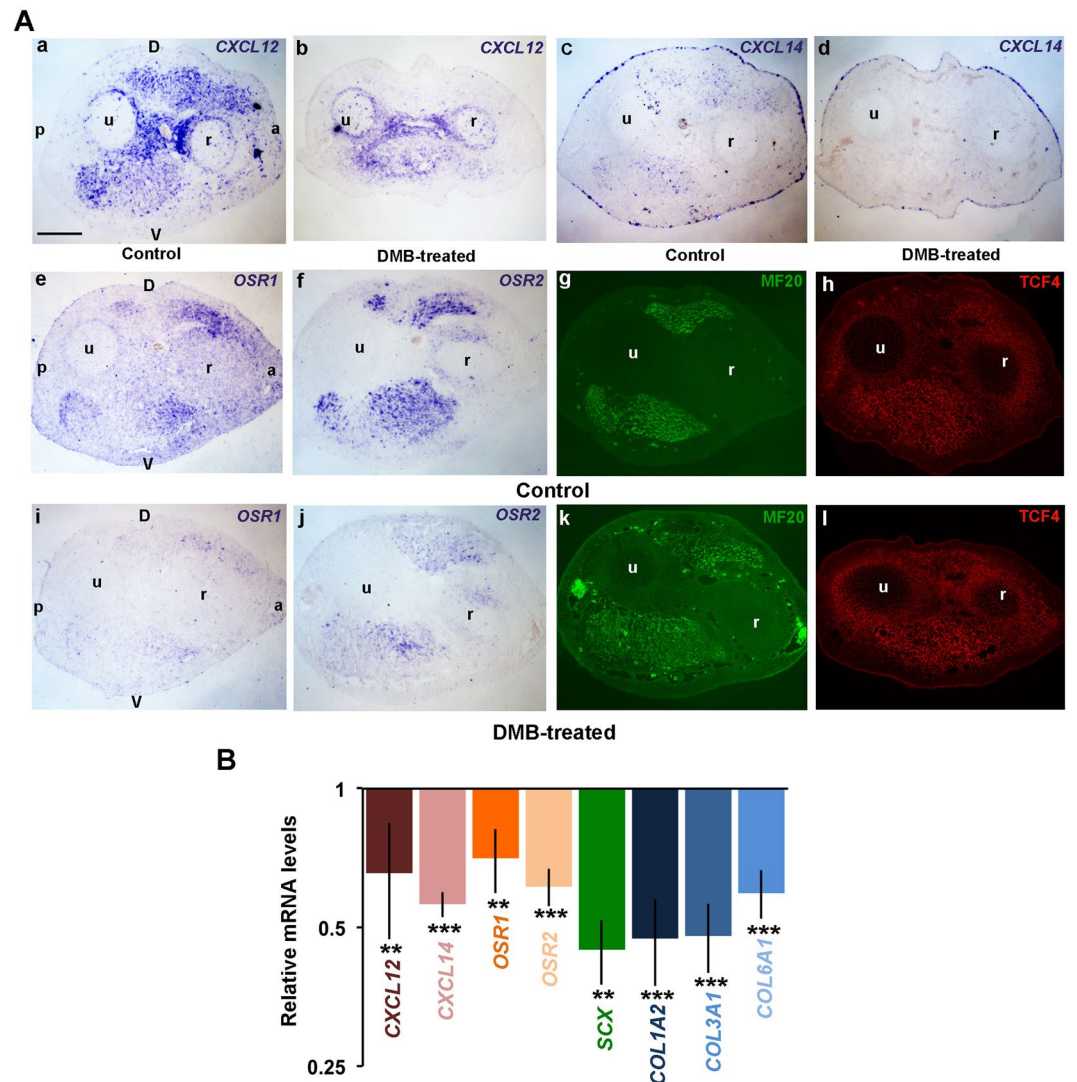 A
a D CXCL12 b CXCL12 c CXCL14 d CXCL14
p u r a u r u r u r
V
Control DMB-treated Control DMB-treated
e D OSR1 f OSR2 g MF20 h TCF4
p u r a u r u r u r
V
Control
i D OSR1 j OSR2 k MF20 l TCF4
p u r a u r u r u r
V
DMB-treated
B
Relative mRNA levels
1
0.5
0.25
** *** ** *** ** *** *** ***
CXCL12
CXCL14
OSR1
OSR2
SCX
COL1A2
COL3A1
COL6A1